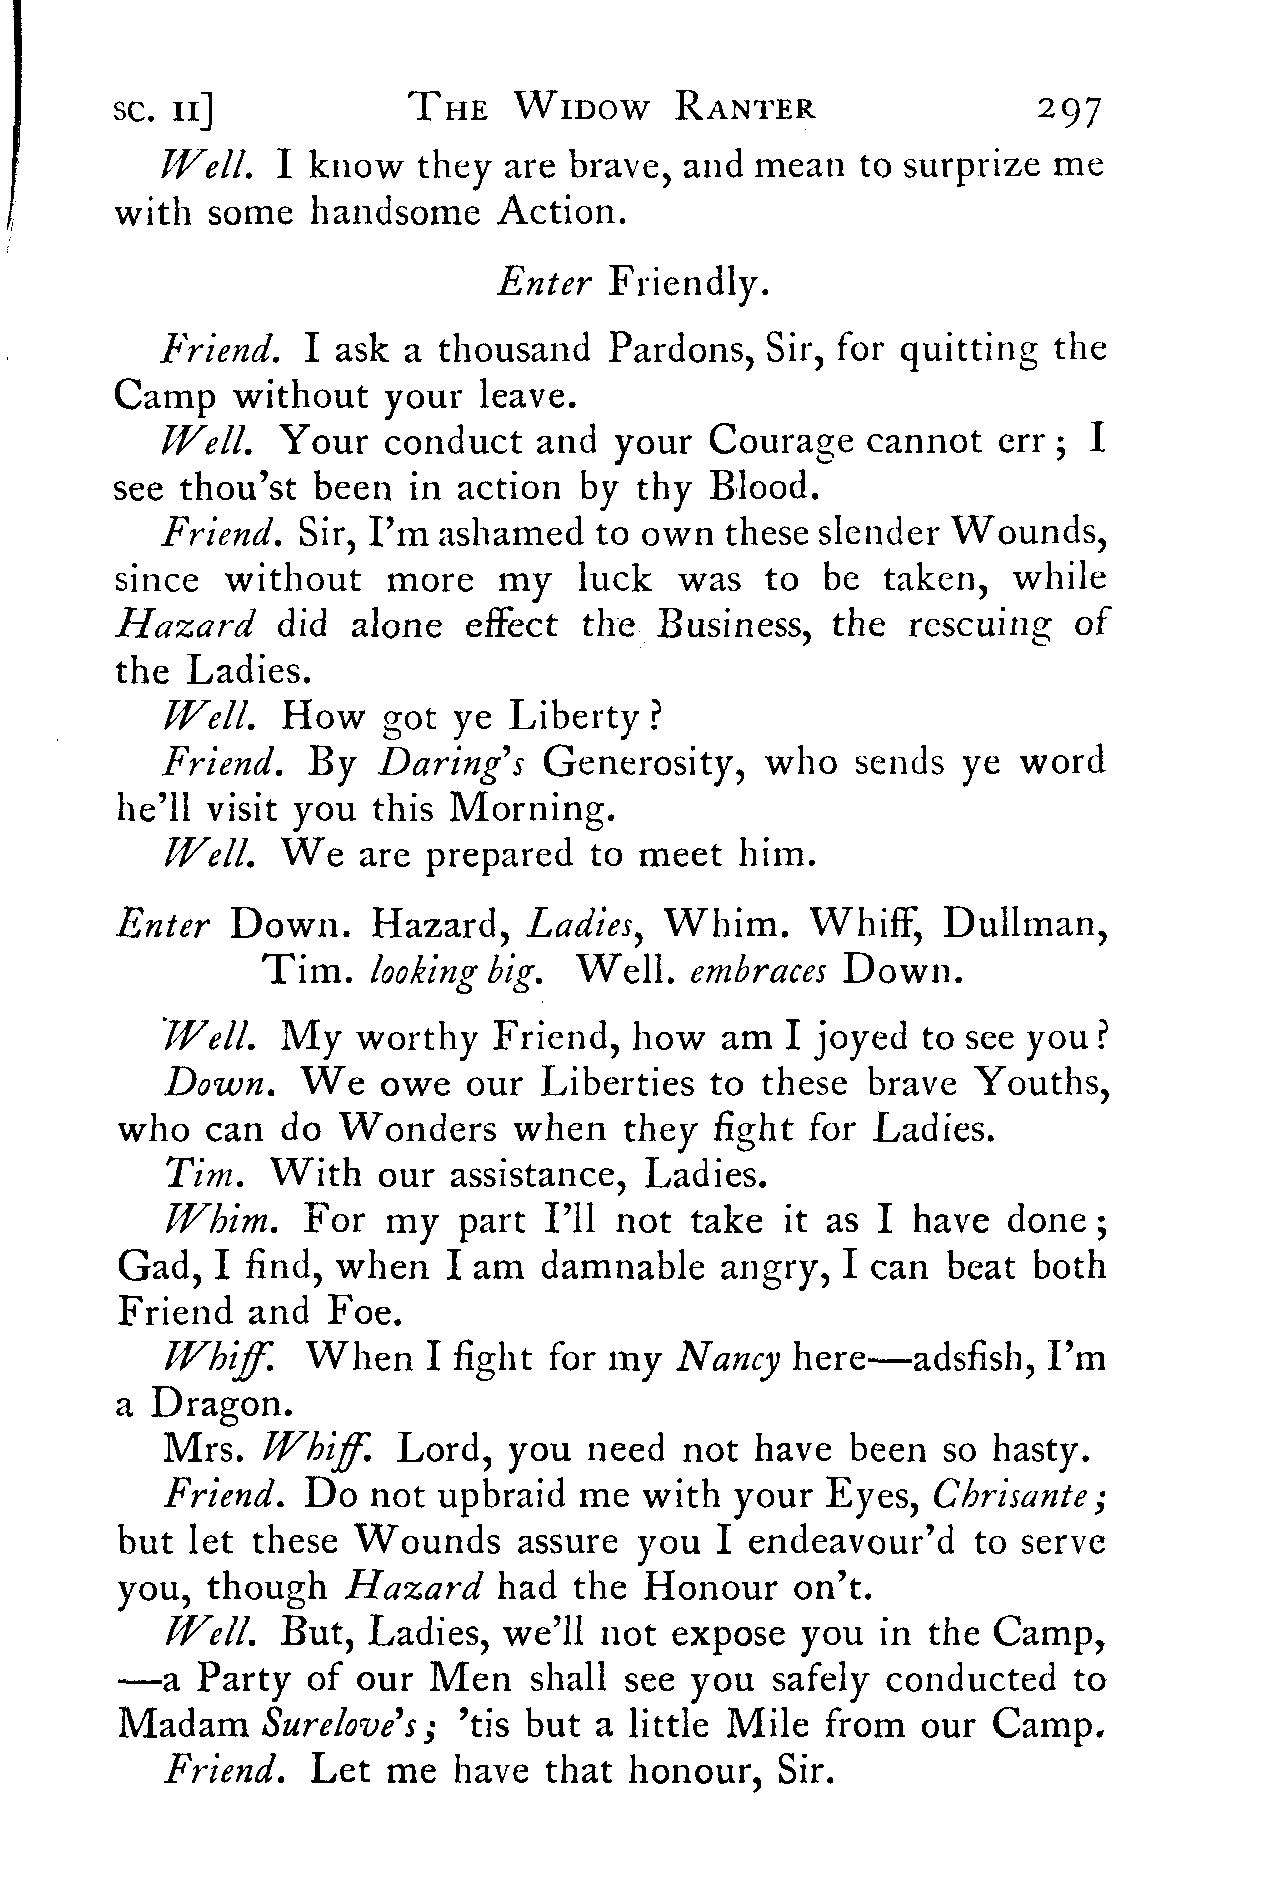 SC. II] THE WIDOW RANTER 297
Well. I know they are brave, and mean to surprize me
with some handsome Action.
Enter Friendly.
Friend. I ask a thousand Pardons, Sir, for quitting the
Camp without your leave.
Well. Your conduct and your Courage cannot err; I
see thou'st been in action by thy Blood.
Friend. Sir, I'm ashamed to own these slender Wounds,
since without more my luck was to be taken, while
Hazard did alone effect the Business, the rescuing of
the Ladies.
Well. How got ye Liberty?
Friend. By Daring's Generosity, who sends ye word
he'll visit you this Morning.
Well. We are prepared to meet him.
Enter Down. Hazard, Ladies, Whim. Whiff, Dullman,
Tim. looking big. Well. embraces Down.
Well. My worthy Friend, how am I joyed to see you?
Down. We owe our Liberties to these brave Youths,
who can do Wonders when they fight for Ladies.
Tim. With our assistance, Ladies.
Whim. For my part I'll not take it as I have done;
Gad, I find, when I am damnable angry, I can beat both
Friend and Foe.
Whiff. When I fight for my Nancy here—adsfish, I'm
a Dragon.
Mrs. Whiff. Lord, you need not have been so hasty.
Friend. Do not upbraid me with your Eyes, Chrisante;
but let these Wounds assure you I endeavour'd to serve
you, though Hazard had the Honour on't.
Well. But, Ladies, we'll not expose you in the Camp,
—a Party of our Men shall see you safely conducted to
Madam Surelove's; 'tis but a little Mile from our Camp.
Friend. Let me have that honour, Sir.